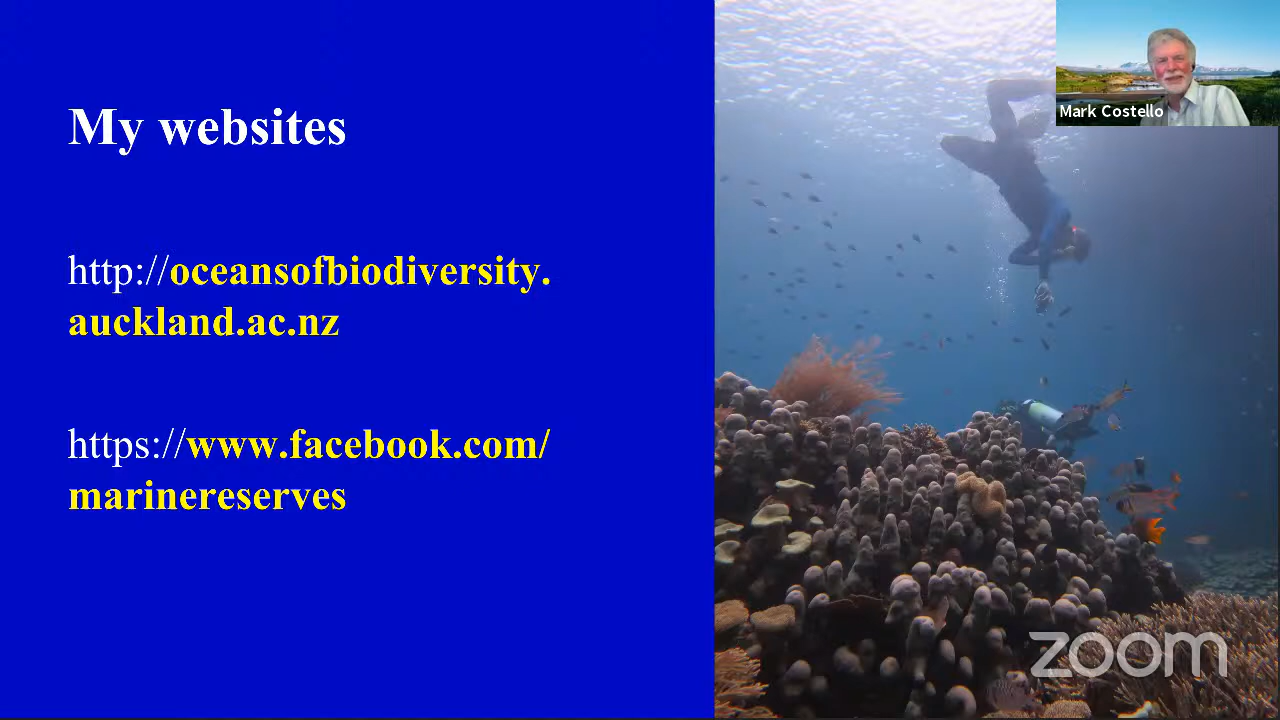 My websites
http://oceansofbiodiversity.
auckland.ac.nz
https://www.facebook.com/
marinereserves
Mark Costello
zoom